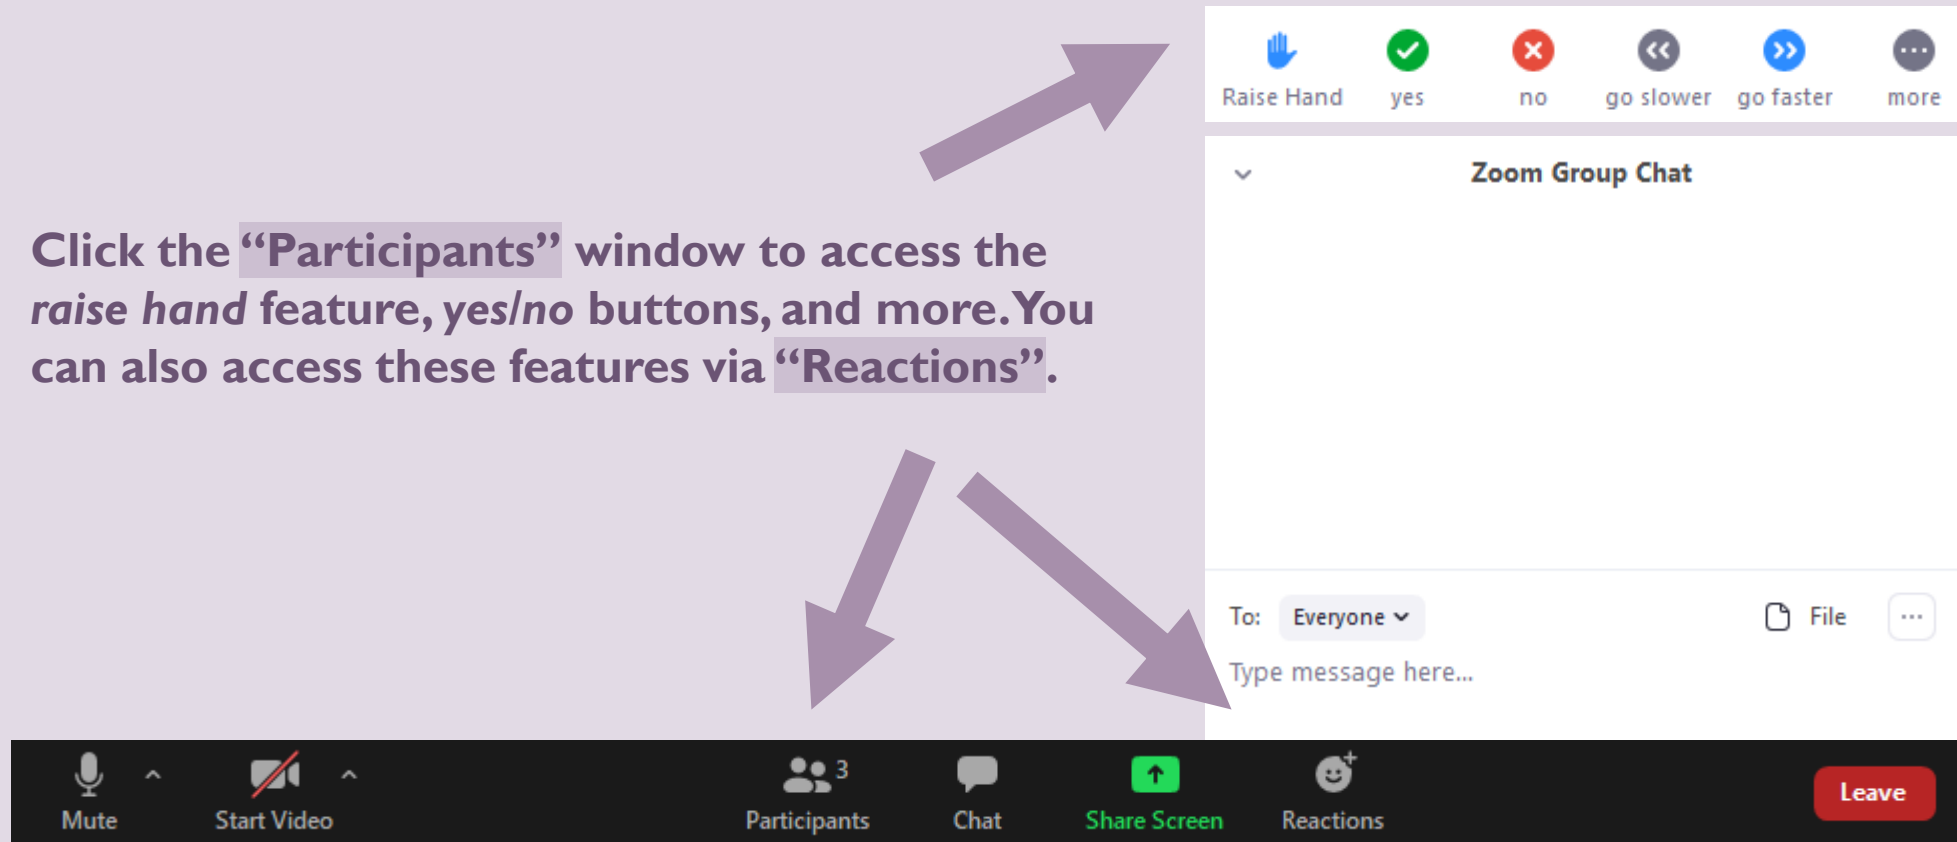 Raise Hand yes no go slower go faster more
Zoom Group Chat
Click the “Participants” window to access the
raise hand feature, yes/no buttons, and more. You
can also access these features via “Reactions”.
To: Everyone File
Type message here...
3
Mute Start Video Participants Chat Share Screen Reactions Leave